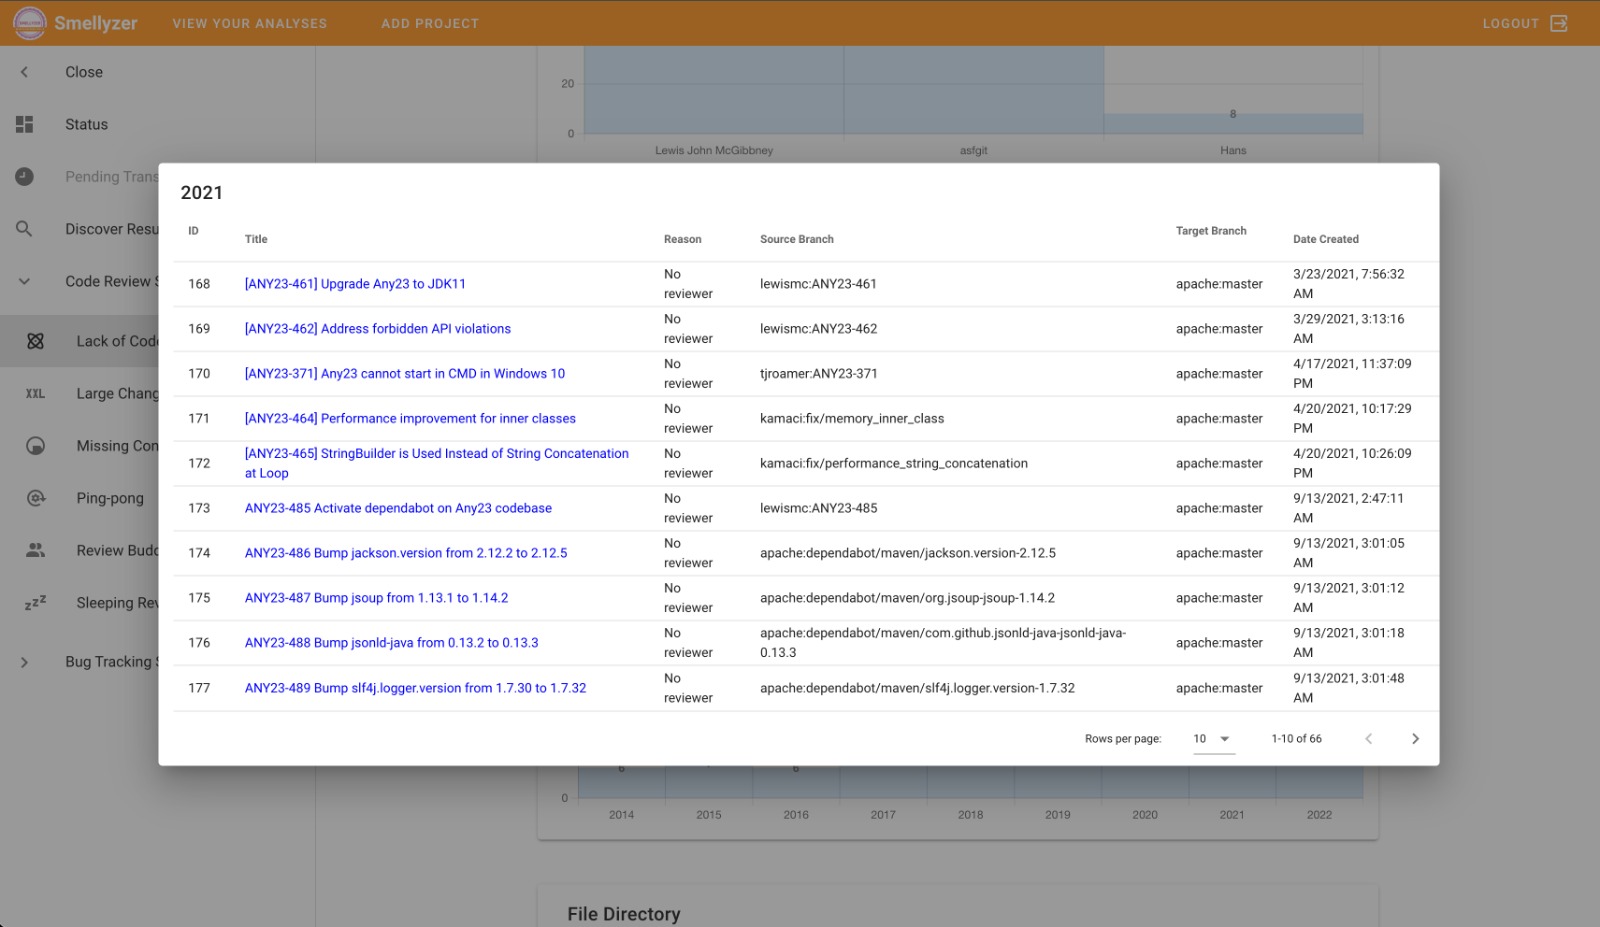 Smellyzer VIEW YOUR ANALYSES ADD PROJECT LOGOUT
Close
Status
Pending Trans
Discover Resu
Code Review S
Lack of Code
Large Chang
Missing Con
Ping-pong
Review Budd
Sleeping Rev
Bug Tracking S
20
0
8
Lewis John McGibbney asfgit Hans
2021
ID Title Reason Source Branch Target Branch Date Created
168 [ANY23-461] Upgrade Any23 to JDK11 No reviewer lewismc:ANY23-461 apache:master 3/23/2021, 7:56:32 AM
169 [ANY23-462] Address forbidden API violations No reviewer lewismc:ANY23-462 apache:master 3/29/2021, 3:13:16 AM
170 [ANY23-371] Any23 cannot start in CMD in Windows 10 No reviewer tjroamer:ANY23-371 apache:master 4/17/2021, 11:37:09 PM
171 [ANY23-464] Performance improvement for inner classes No reviewer kamaci:fix/memory_inner_class apache:master 4/20/2021, 10:17:29 PM
172 [ANY23-465] StringBuilder is Used Instead of String Concatenation at Loop No reviewer kamaci:fix/performance_string_concatenation apache:master 4/20/2021, 10:26:09 PM
173 ANY23-485 Activate dependabot on Any23 codebase No reviewer lewismc:ANY23-485 apache:master 9/13/2021, 2:47:11 AM
174 ANY23-486 Bump jackson.version from 2.12.2 to 2.12.5 No reviewer apache:dependabot/maven/jackson.version-2.12.5 apache:master 9/13/2021, 3:01:05 AM
175 ANY23-487 Bump jsoup from 1.13.1 to 1.14.2 No reviewer apache:dependabot/maven/org.jsoup-jsoup-1.14.2 apache:master 9/13/2021, 3:01:12 AM
176 ANY23-488 Bump jsonld-java from 0.13.2 to 0.13.3 No reviewer apache:dependabot/maven/com.github.jsonld-java-jsonld-java-0.13.3 apache:master 9/13/2021, 3:01:18 AM
177 ANY23-489 Bump slf4j.logger.version from 1.7.30 to 1.7.32 No reviewer apache:dependabot/maven/slf4j.logger.version-1.7.32 apache:master 9/13/2021, 3:01:48 AM
Rows per page: 10 1-10 of 66
0
2014 2015 2016 2017 2018 2019 2020 2021 2022
File Directory
XXL
zzZ